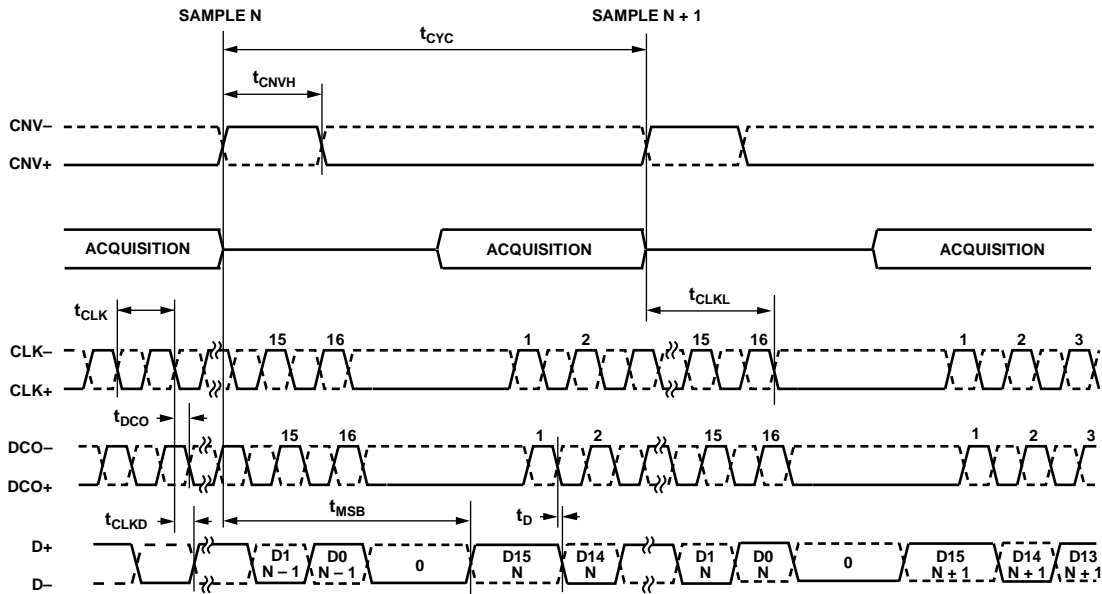 SAMPLE N SAMPLE N + 1
tCYC
tCNVH
CNV–
CNV+
ACQUISITION ACQUISITION ACQUISITION
tCLK tCLKL
15 16 1 2 15 16 1 2 3
CLK–
CLK+
tDCO
15 16 1 2 15 16 1 2 3
DCO–
DCO+
tCLKD tMSB tD
D+
D1 D0 D15 D14 D1 D0 D15 D14 D13
0 0
N – 1 N – 1 N N N N N + 1 N + 1 N + 1
D–